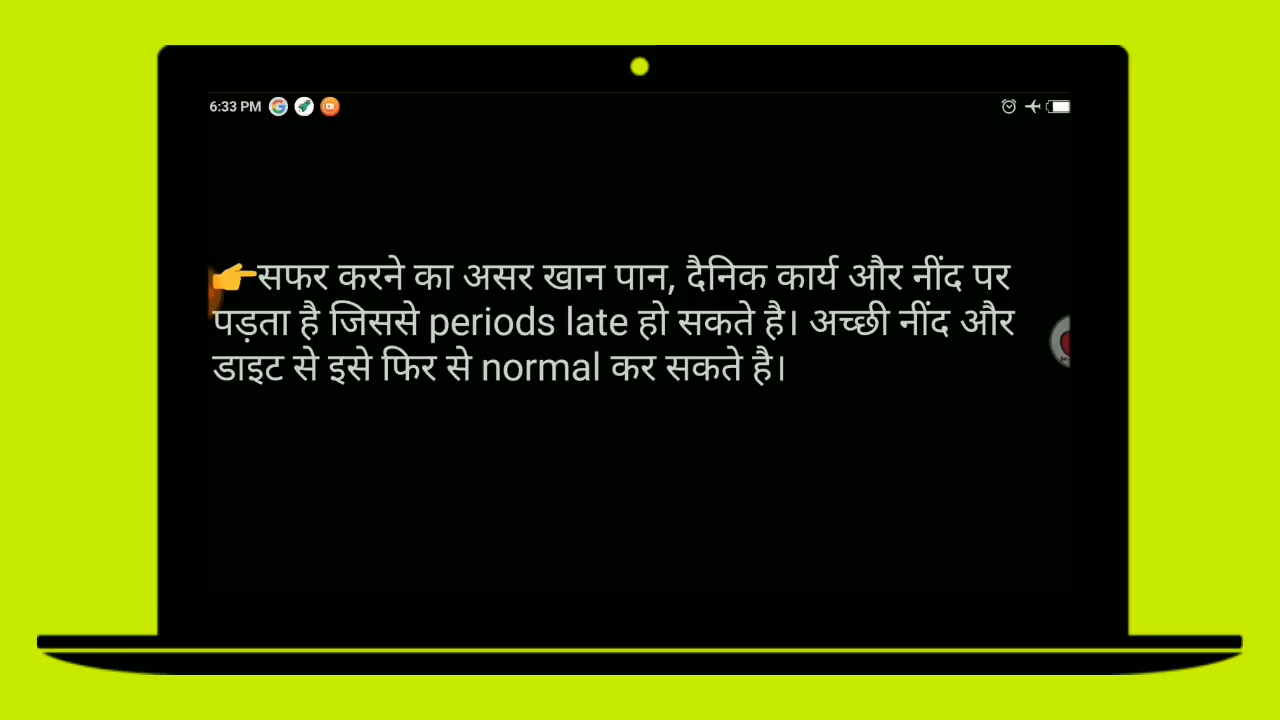 6:33 PM
👉सफर करने का असर खान पान, दैनिक कार्य और नींद पर
पड़ता है जिससे periods late हो सकते है। अच्छी नींद और
डाइट से इसे फिर से normal कर सकते है।